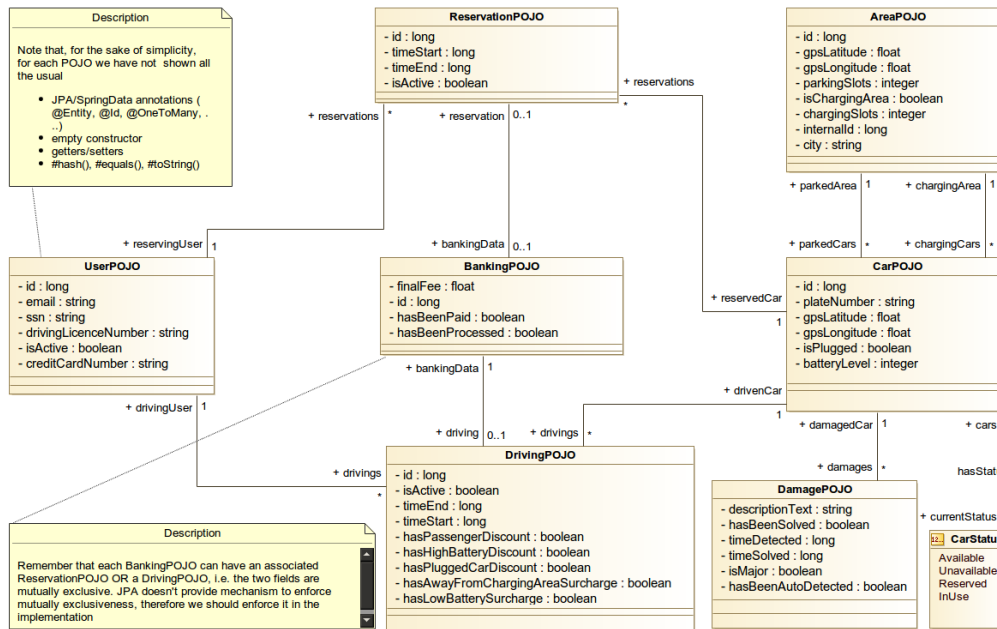 Description
Note that, for the sake of simplicity,
for each POJO we have not shown all
the usual
• JPA/SpringData annotations (
@Entity, @Id, @OneToMany, .
..)
• empty constructor
• getters/setters
• #hash(), #equals(), #toString()
ReservationPOJO
- id : long
- timeStart : long
- timeEnd : long
- isActive : boolean
AreaPOJO
- id : long
- gpsLatitude : float
- gpsLongitude : float
- parkingSlots : integer
- isChargingArea : boolean
- chargingSlots : integer
- internalId : long
- city : string
+ reservations
*
+ reservations *
+ reservation 0..1
+ parkedArea 1
+ chargingArea 1
+ reservingUser 1
+ bankingData 0..1
+ parkedCars *
+ chargingCars *
UserPOJO
- id : long
- email : string
- ssn : string
- drivingLicenceNumber : string
- isActive : boolean
- creditCardNumber : string
BankingPOJO
- finalFee : float
- id : long
- hasBeenPaid : boolean
- hasBeenProcessed : boolean
+ reservedCar
1
CarPOJO
- id : long
- plateNumber : string
- gpsLatitude : float
- gpsLongitude : float
- isPlugged : boolean
- batteryLevel : integer
+ bankingData 1
+ drivenCar
1
+ drivingUser 1
+ damagedCar 1
+ cars
+ driving 0..1
+ drivings *
+ drivings
*
+ damages *
hasStat
DrivingPOJO
- id : long
- isActive : boolean
- timeEnd : long
- timeStart : long
- hasPassengerDiscount : boolean
- hasHighBatteryDiscount : boolean
- hasPluggedCarDiscount : boolean
- hasAwayFromChargingAreaSurcharge : boolean
- hasLowBatterySurcharge : boolean
DamagePOJO
- descriptionText : string
- hasBeenSolved : boolean
- timeDetected : long
- timeSolved : long
- isMajor : boolean
- hasBeenAutoDetected : boolean
+ currentStatus
CarStatu
Available
Unavailable
Reserved
InUse
Description
Remember that each BankingPOJO can have an associated
ReservationPOJO OR a DrivingPOJO, i.e. the two fields are
mutually exclusive. JPA doesn't provide mechanism to enforce
mutually exclusiveness, therefore we should enforce it in the
implementation